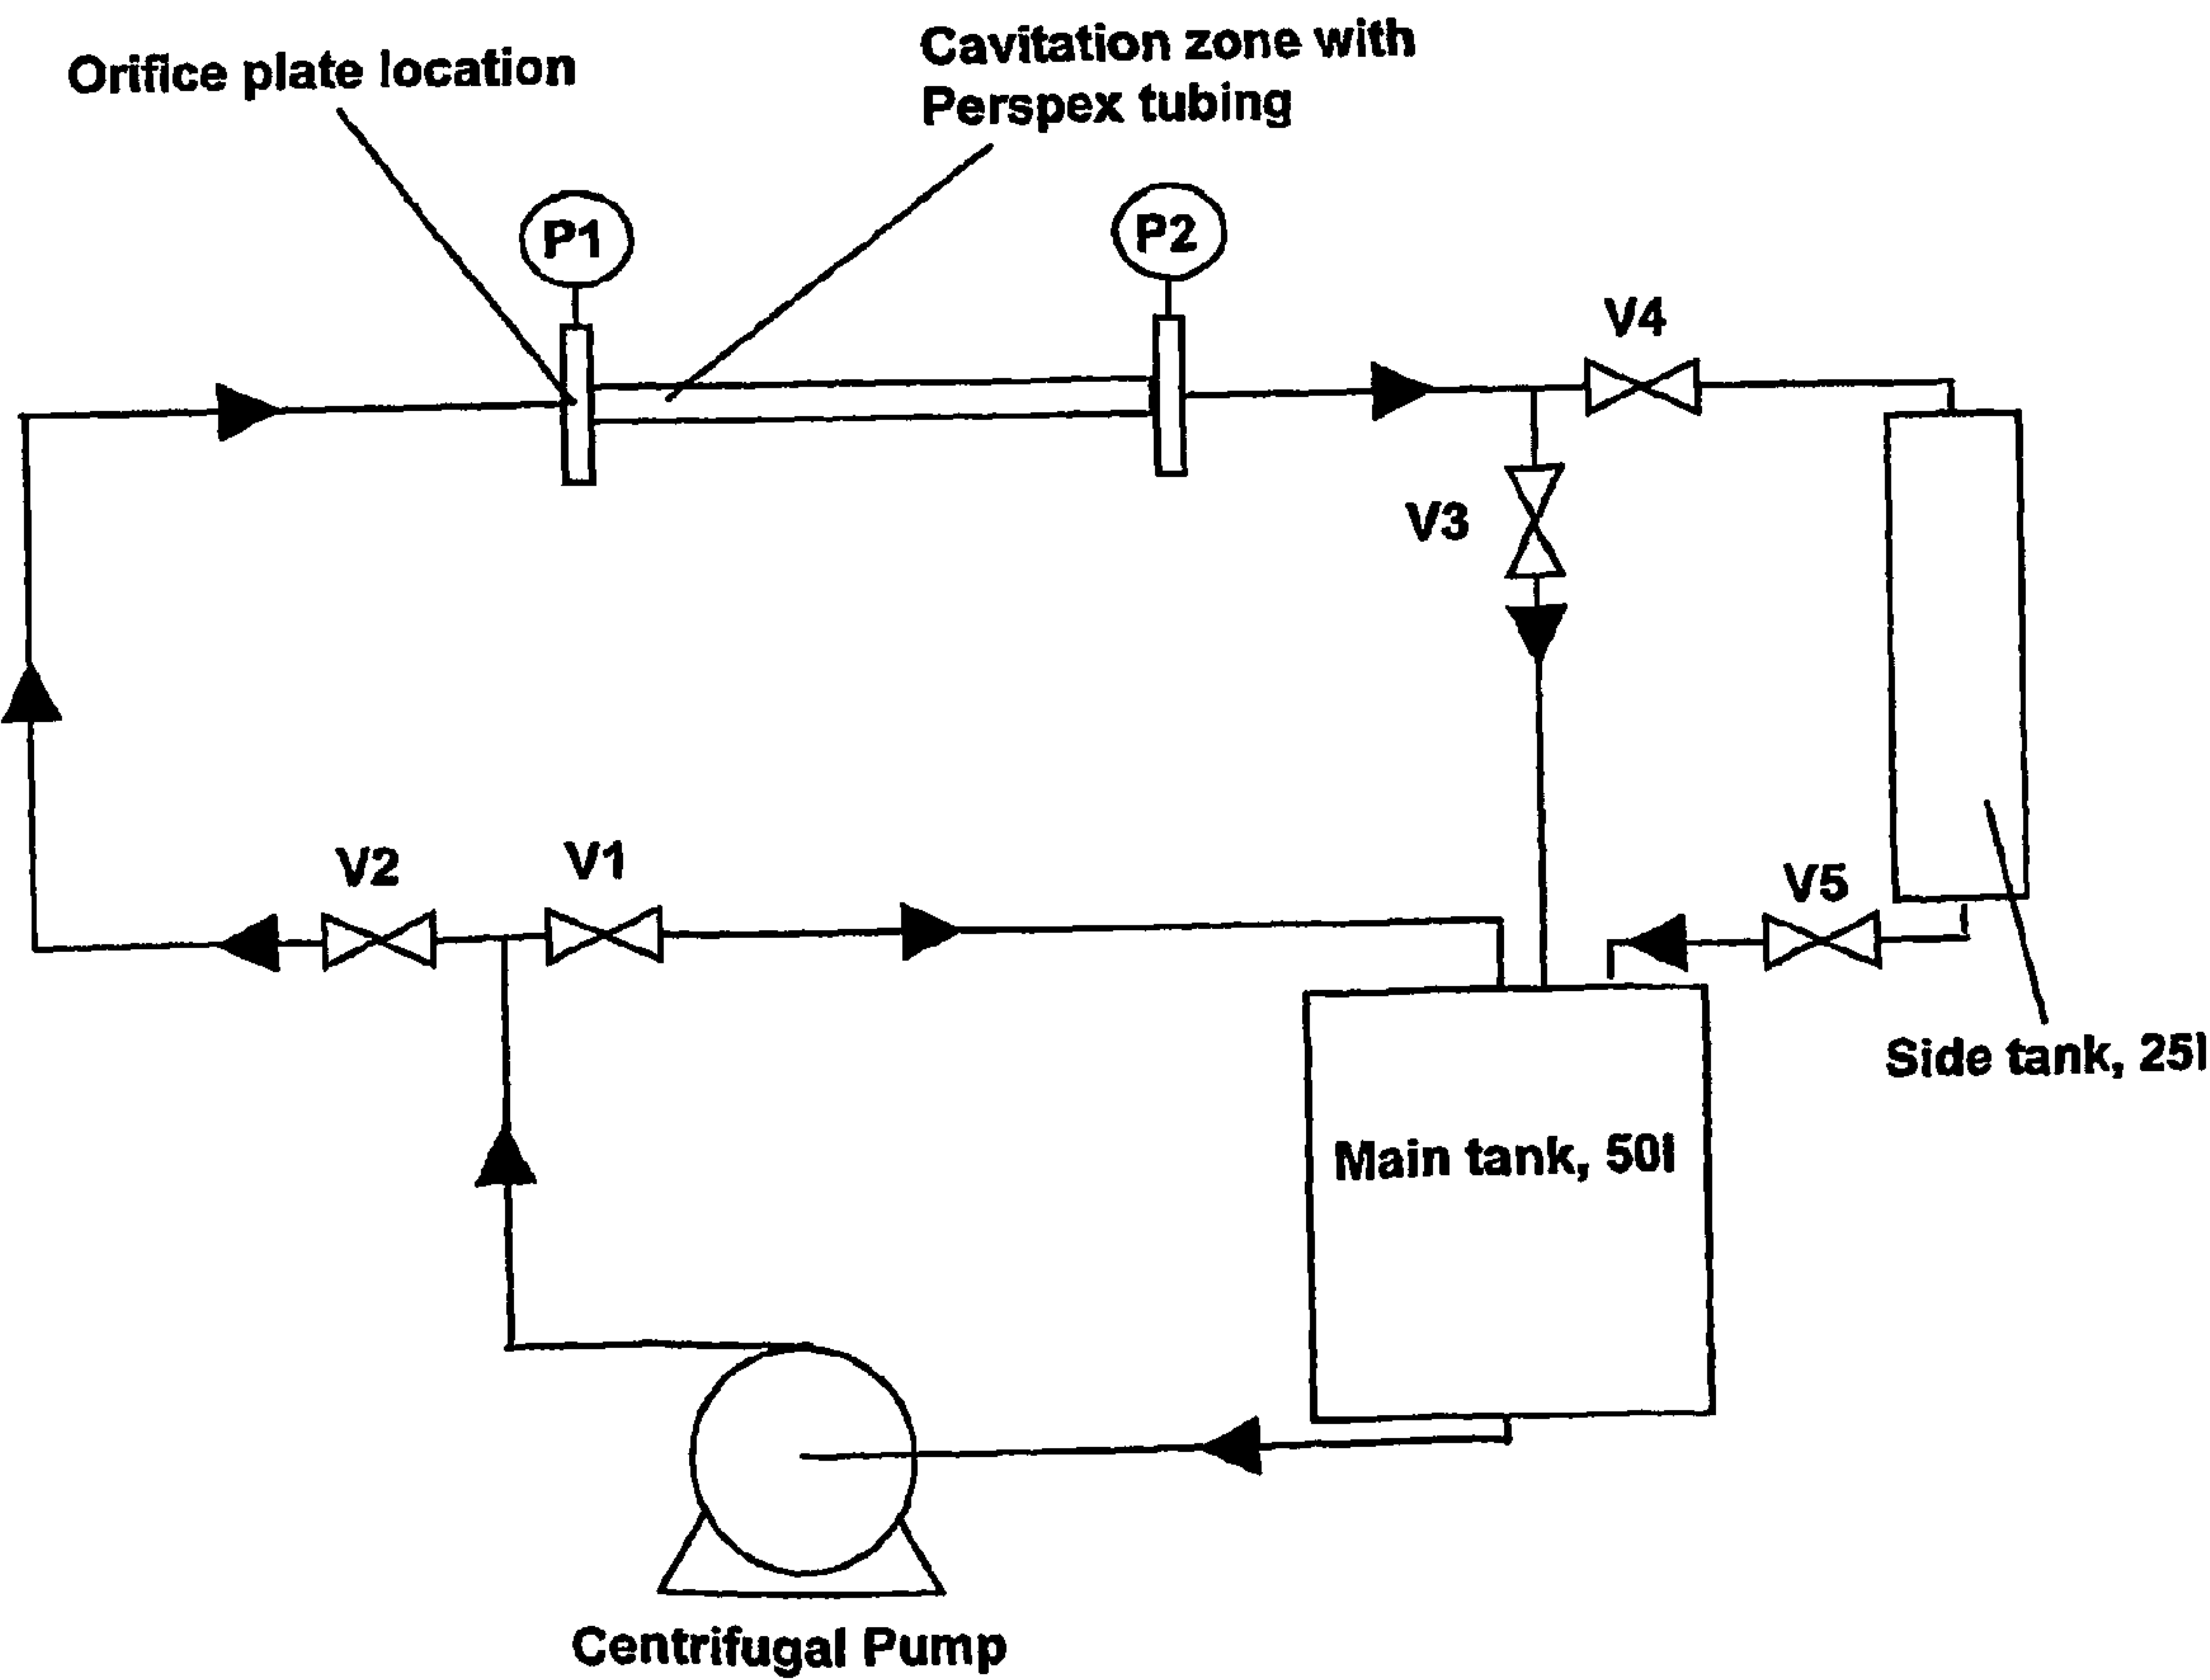 Orifice plate location
Cavitation zone with
Perspex tubing
P1
P2
V4
V3
V2
V1
V5
Side tank, 25l
Main tank, 50l
Centrifugal Pump